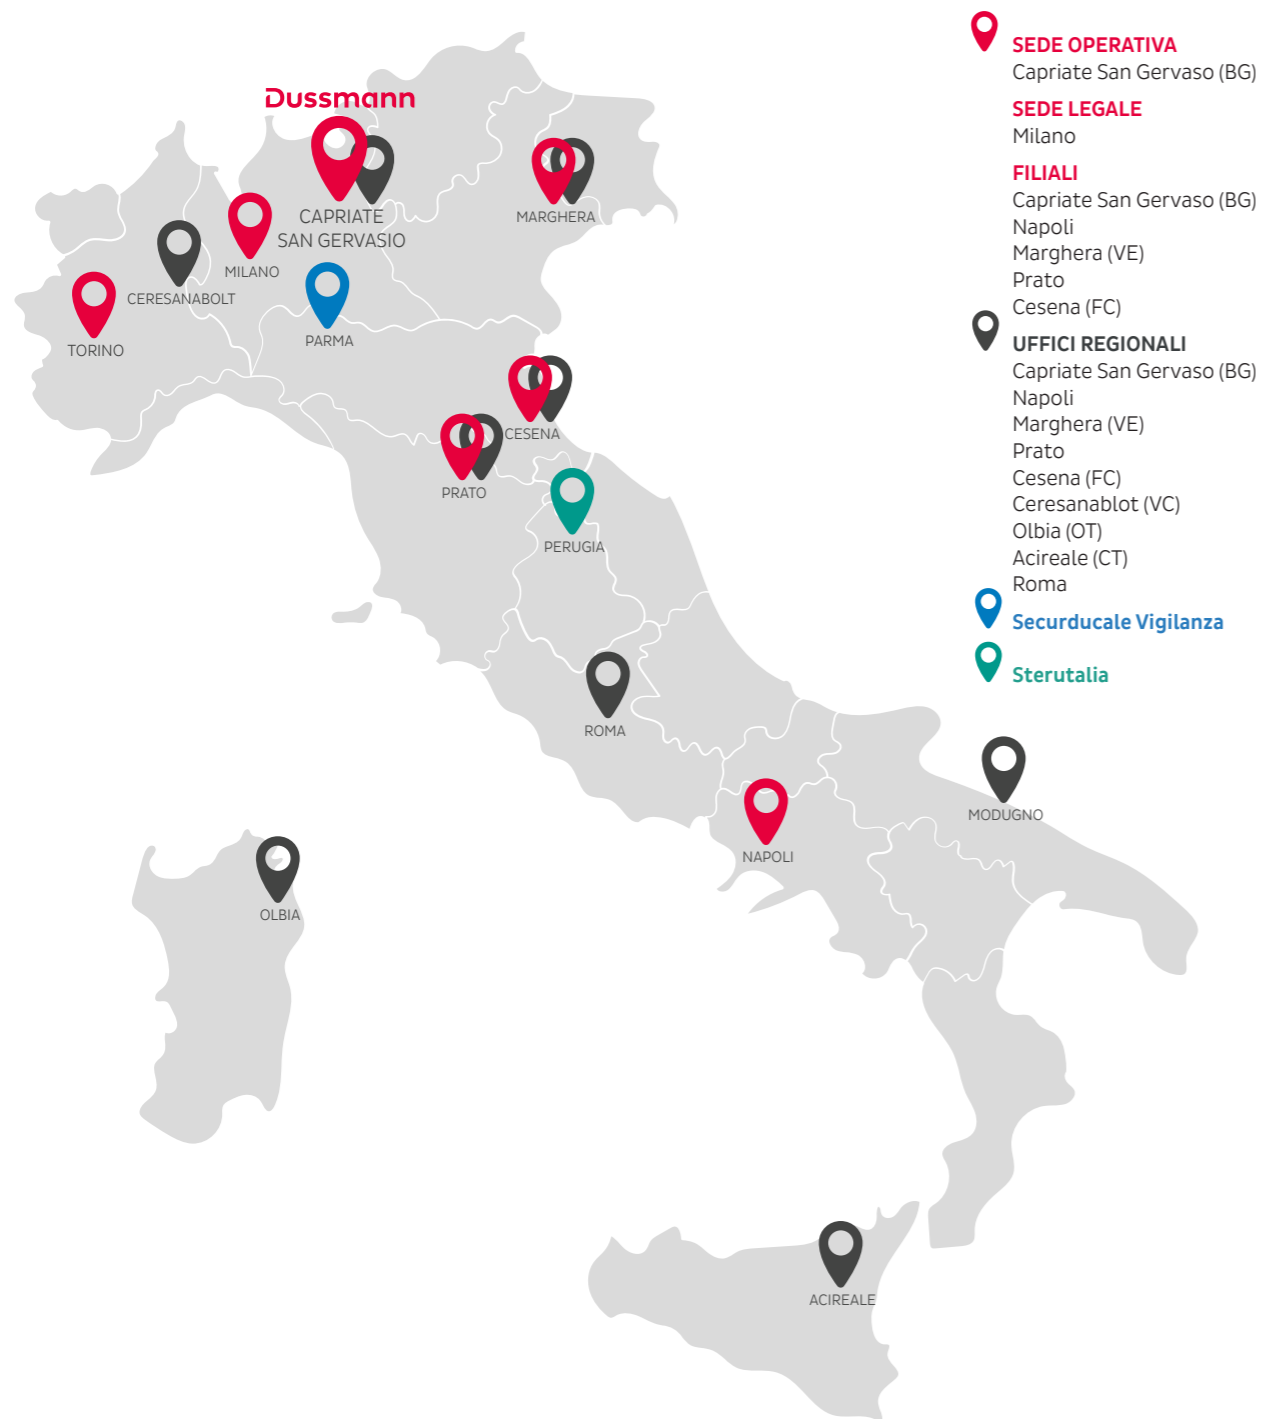 Dussmann
CAPRIATE
SAN GERVASIO
MARGHERA
MILANO
CERESANABOLT
TORINO
PARMA
CESENA
PRATO
PERUGIA
ROMA
NAPOLI
MODUGNO
OLBIA
ACIREALE
SEDE OPERATIVA
Capriate San Gervaso (BG)
SEDE LEGALE
Milano
FILIALI
Capriate San Gervaso (BG)
Napoli
Marghera (VE)
Prato
Cesena (FC)
UFFICI REGIONALI
Capriate San Gervaso (BG)
Napoli
Marghera (VE)
Prato
Cesena (FC)
Ceresanablot (VC)
Olbia (OT)
Acireale (CT)
Roma
Securducale Vigilanza
Sterutalia